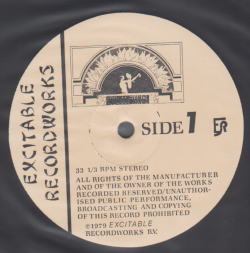 EXCITABLE
RECORDWORKS
SIDE 1
33 1/3 RPM STEREO
ALL RIGHTS OF THE MANUFACTURER
AND OF THE OWNER OF THE WORKS
RECORDED RESERVED/UNAUTHOR-
ISED PUBLIC PERFORMANCE,
BROADCASTING AND COPYING
OF THIS RECORD PROHIBITED
©1979 EXCITABLE
RECORDWORKS B.V.